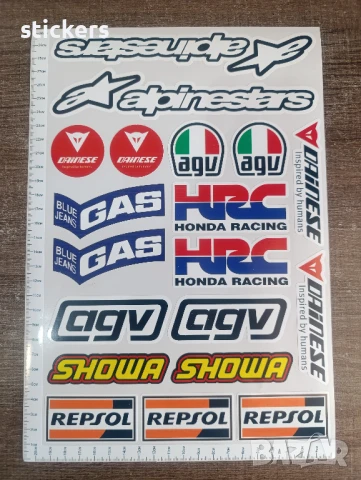 stickers
alpinestars
alpinestars
DAINESE
DAINESE
agv
agv
DAINESE
Inspired by humans
BLUE JEANS GAS
HRC
HONDA RACING
BLUE JEANS GAS
HRC
HONDA RACING
DAINESE
Inspired by humans
agv
agv
SHOWA
SHOWA
REPSOL
REPSOL
REPSOL
bazar